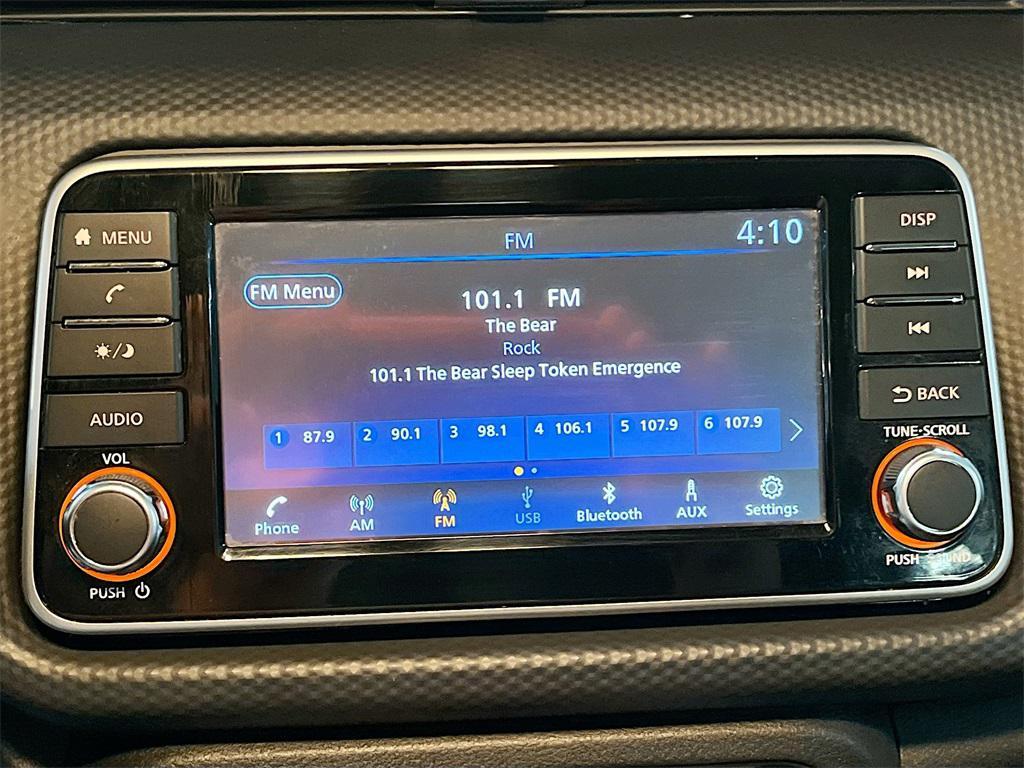 MENU
AUDIO
VOL
PUSH
FM
4:10
FM Menu
101.1 FM
The Bear
Rock
101.1 The Bear Sleep Token Emergence
1 87.9
2 90.1
3 98.1
4 106.1
5 107.9
6 107.9
Phone
AM
FM
USB
Bluetooth
AUX
Settings
DISP
BACK
TUNE·SCROLL
PUSH SOUND